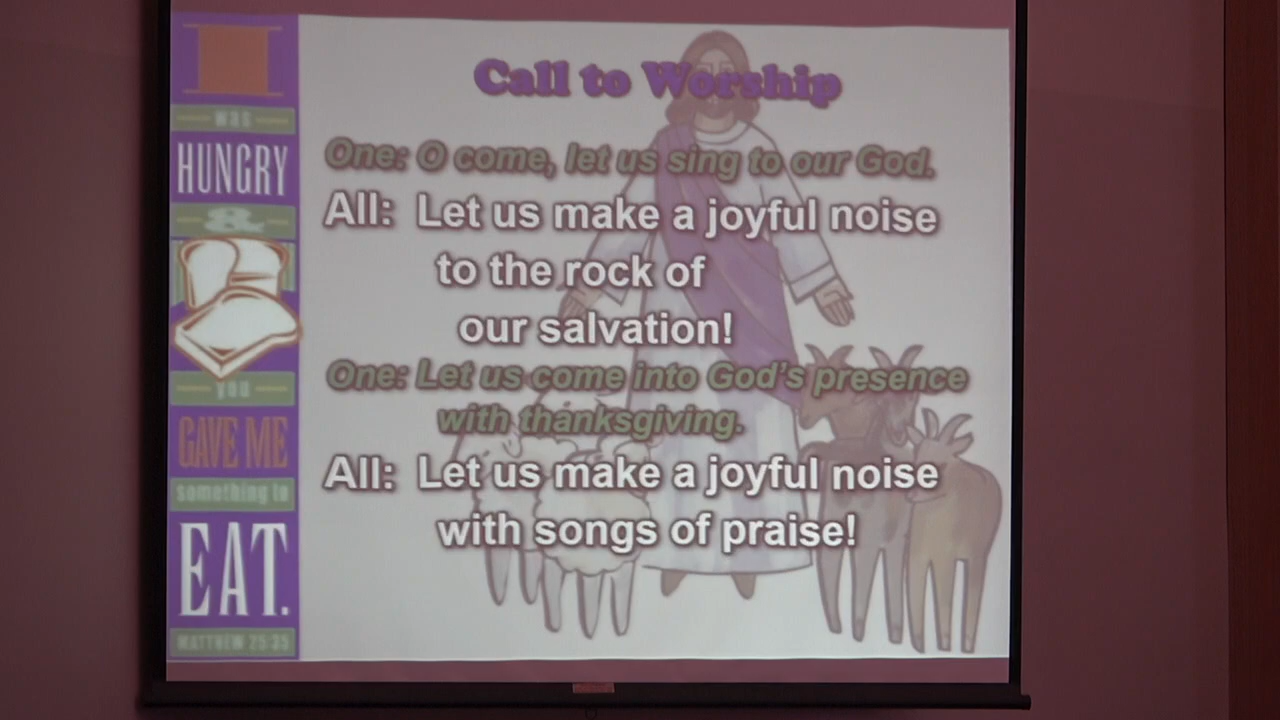 I
was
HUNGRY
&
you
GAVE ME
something to
EAT.
MATTHEW 25:35
Call to Worship
One: O come, let us sing to our God.
All: Let us make a joyful noise
to the rock of
our salvation!
One: Let us come into God's presence
with thanksgiving.
All: Let us make a joyful noise
with songs of praise!